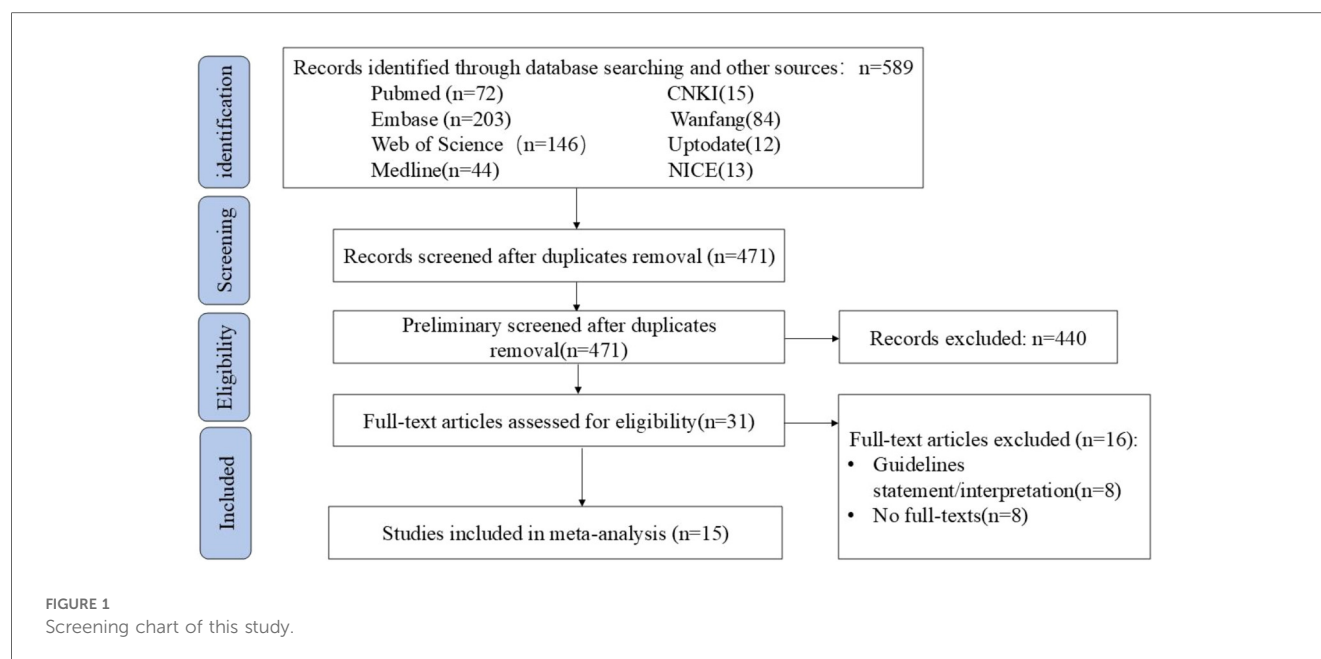 identification
Records identified through database searching and other sources： n=589
Pubmed (n=72)
CNKI(15)
Embase (n=203)
Wanfang(84)
Web of Science（n=146）
Uptodate(12)
Medline(n=44)
NICE(13)
Screening
Records screened after duplicates removal (n=471)
Eligibility
Preliminary screened after duplicates
removal(n=471)
Records excluded: n=440
Full-text articles assessed for eligibility(n=31)
Full-text articles excluded (n=16):
• Guidelines
statement/interpretation(n=8)
• No full-texts(n=8)
Included
Studies included in meta-analysis (n=15)
FIGURE 1
Screening chart of this study.